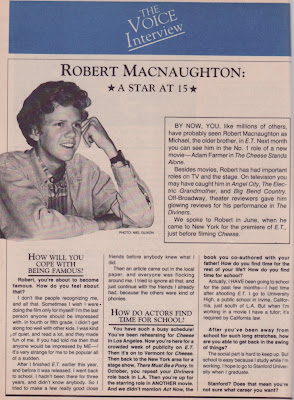 THE
VOICE
Interview
ROBERT MACNAUGHTON:
★ A STAR AT 15 ★
BY NOW, YOU, like millions of others,
have probably seen Robert Macnaughton as
Michael, the older brother, in E.T. Next month
you can see him in the No. 1 role of a new
movie—Adam Farmer in The Cheese Stands
Alone.
Besides movies, Robert has had important
roles on TV and the stage. On television you
may have caught him in Angel City, The Elec-
tric Grandmother, and Big Bend Country.
Off-Broadway, theater reviewers gave him
glowing reviews for his performance in The
Diviners.
We spoke to Robert in June, when he
came to New York for the premiere of E.T.,
just before filming Cheese.
PHOTO:
HOW WILL YOU
COPE WITH
BEING FAMOUS?
Robert, you're about to become
famous. How do you feel about
that?
I don't like people recognizing me,
and all that. Sometimes I wish I were
doing the film only for myself! I'm the last
person anyone should be impressed
with. In fourth or fifth grade, I didn't get
along too well with other kids. I was kind
of quiet, and read a lot, and they made
fun of me. If you had told me then that
anyone would be impressed by ME—
It's very strange for me to be popular all
of a sudden.
After I finished E.T. earlier this year,
and before it was released, I went back
to school. I hadn't been there for three
years, and didn't know anybody. So I
tried to make a few really good close
friends before anybody knew what I
did.
Then an article came out in the local
paper, and everyone was flocking
around me. I tried to ignore all that, and
just continue with the friends I already
had, because the others were kind of
phonies.
HOW DO ACTORS FIND
TIME FOR SCHOOL?
You have such a busy schedule!
You've been rehearsing for Cheese
in Los Angeles. Now you're here for a
crowded week of publicity on E.T.
Then it's on to Vermont for Cheese.
Then back to the New York area for a
stage show, There Must Be a Pony. In
October, you repeat your Diviners
role back in L.A. Then you're up for
the starring role in ANOTHER movie.
And we didn't mention Act Now, the
book you co-authored with your
father! How do you find time for the
rest of your life? How do you find
time for school?
Actually, I HAVE been going to school
for the past few months—I had time
after shooting E.T. I go to University
High, a public school in Irvine, Califor-
nia, just south of L.A. But when I'm
working in a movie I have a tutor; it's
required by California law.
After you've been away from
school for such long stretches, how
are you able to get back in the swing
of things?
The social part is hard to keep up. But
school is easy because I study while I'm
working. I hope to go to Stanford Univer-
sity when I graduate.
Stanford? Does that mean you're
not sure what career you want?